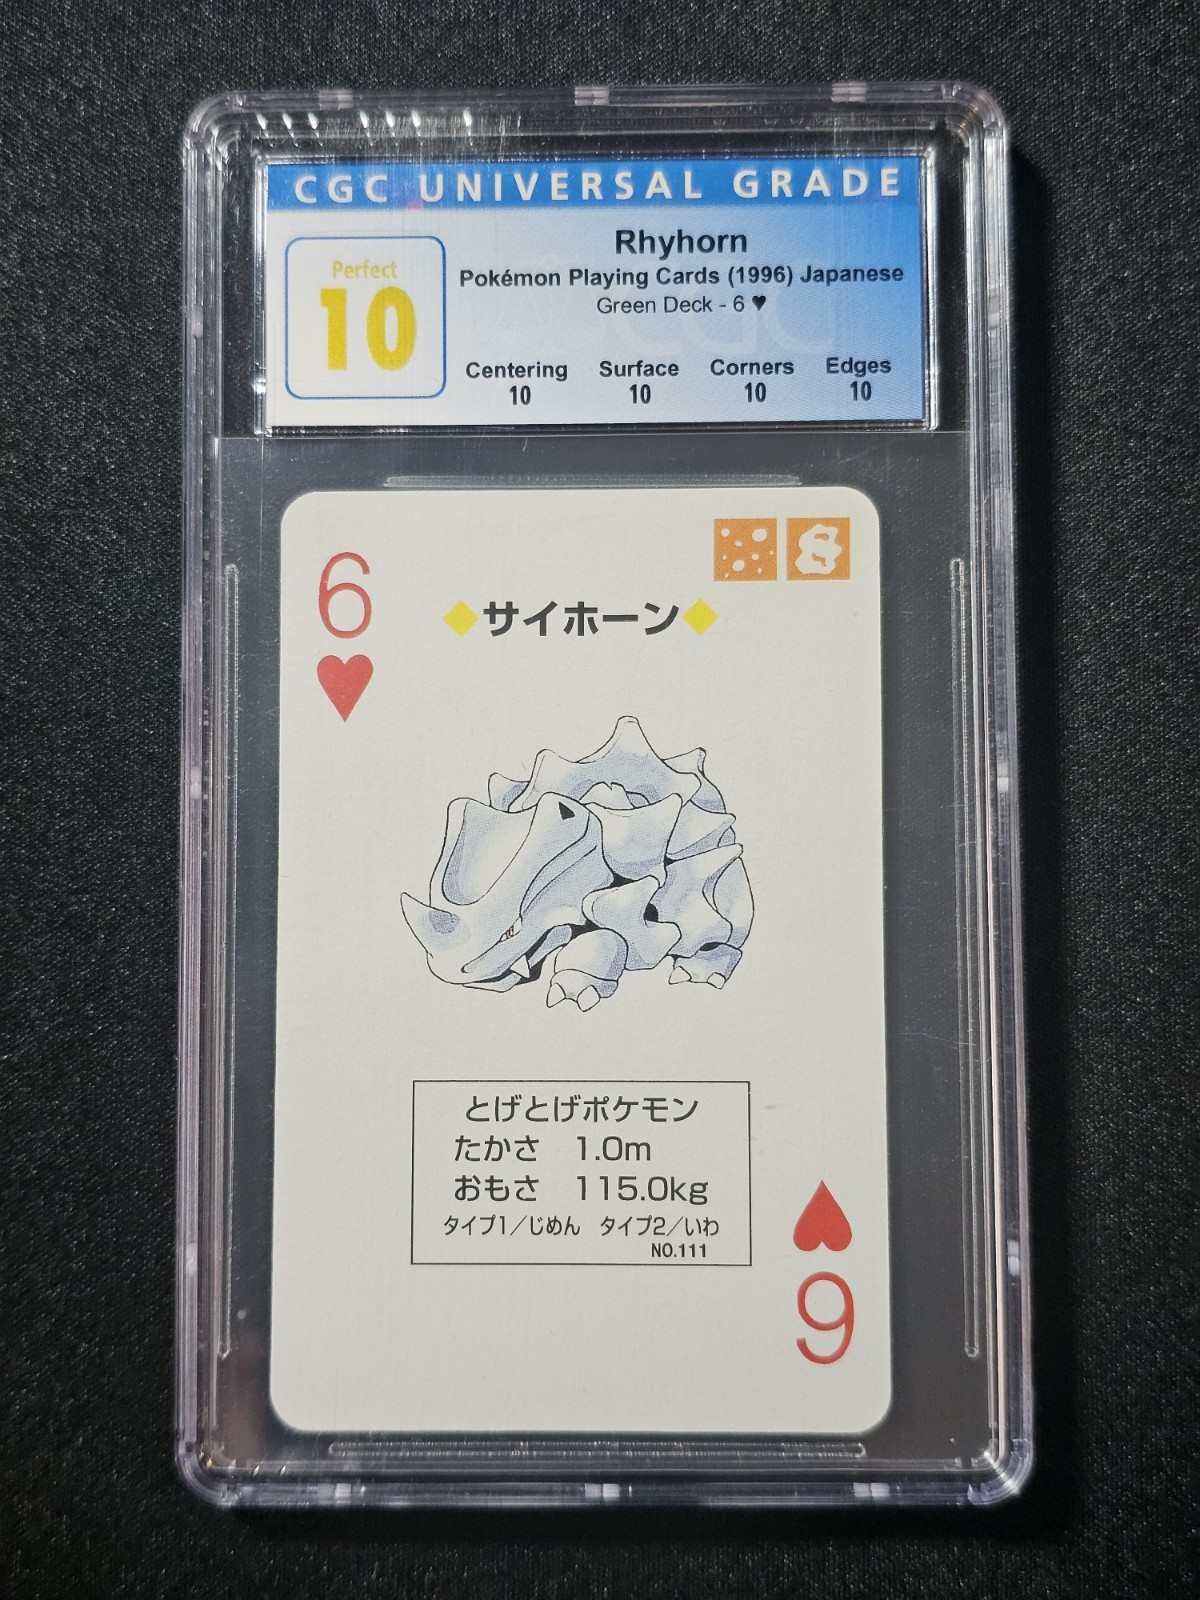 CGC UNIVERSAL GRADE
Perfect
10
Rhyhorn
Pokémon Playing Cards (1996) Japanese
Green Deck - 6 ♥
Centering Surface Corners Edges
10 10 10 10
6
◆サイホーン◆
とげとげポケモン
たかさ 1.0m
おもさ 115.0kg
タイプ1/じめん タイプ2/いわ
NO.111
6